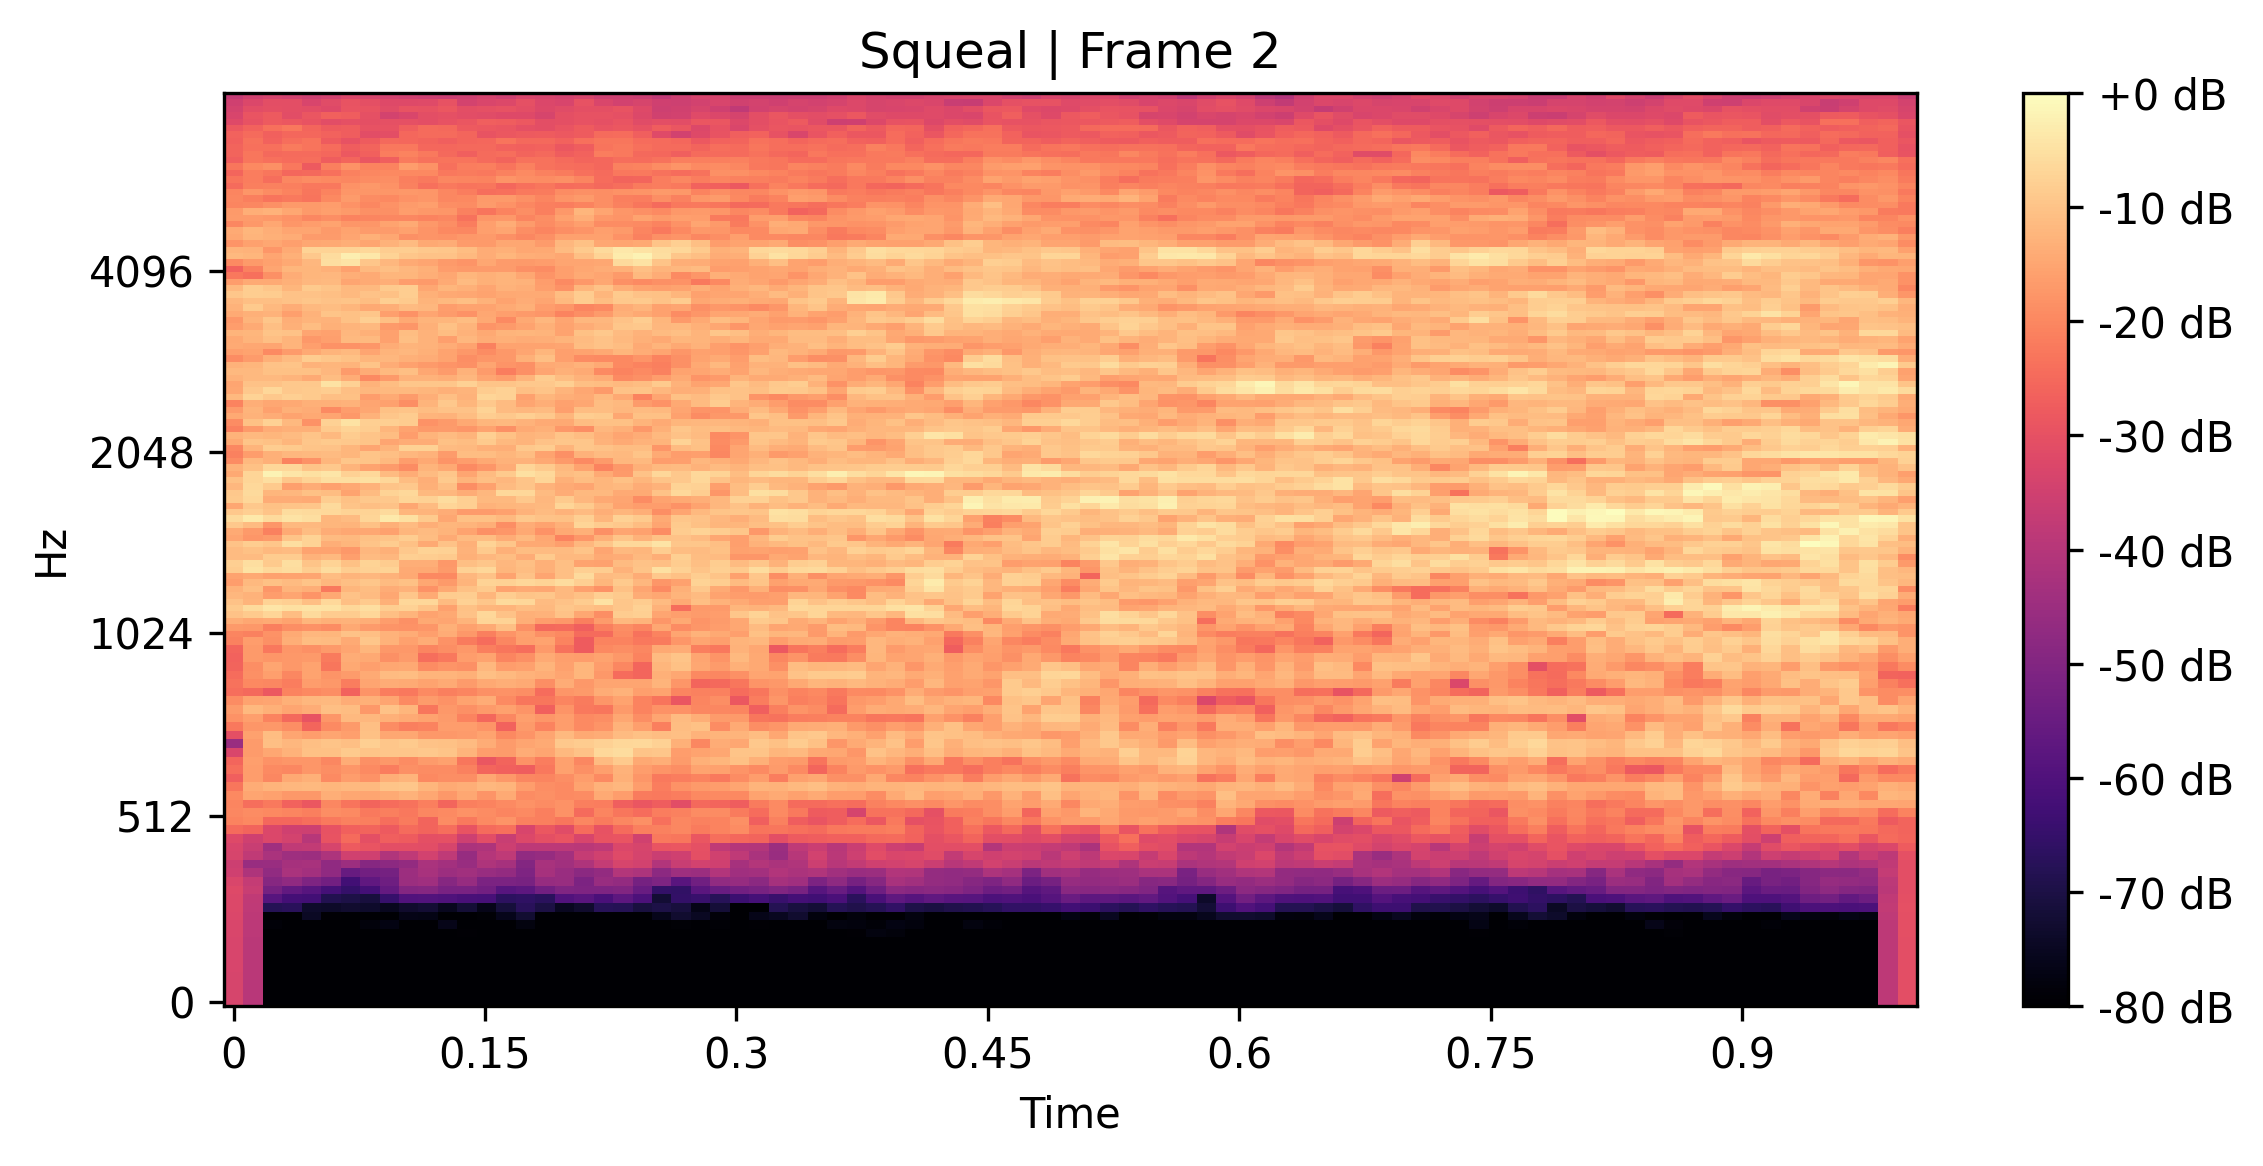 Squeal | Frame 2
Hz
4096
2048
1024
512
0
0 0.15 0.3 0.45 0.6 0.75 0.9
Time
+0 dB
-10 dB
-20 dB
-30 dB
-40 dB
-50 dB
-60 dB
-70 dB
-80 dB